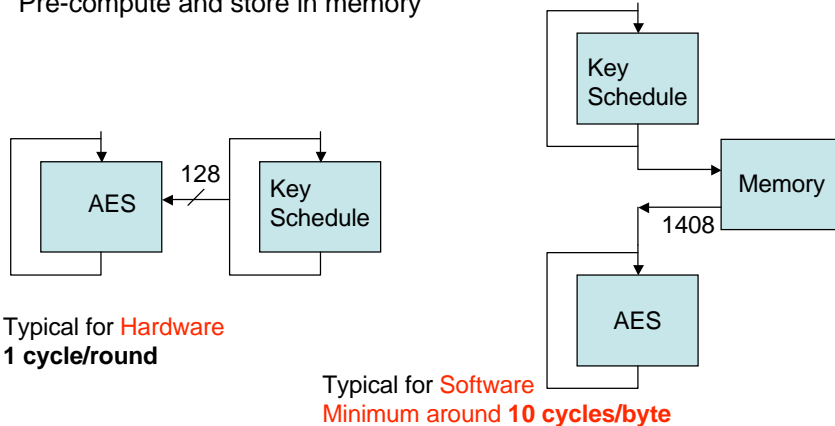 Pre-compute and store in memory
Key
Schedule
128
AES
Key
Schedule
Memory
1408
AES
Typical for Hardware
1 cycle/round
Typical for Software
Minimum around 10 cycles/byte